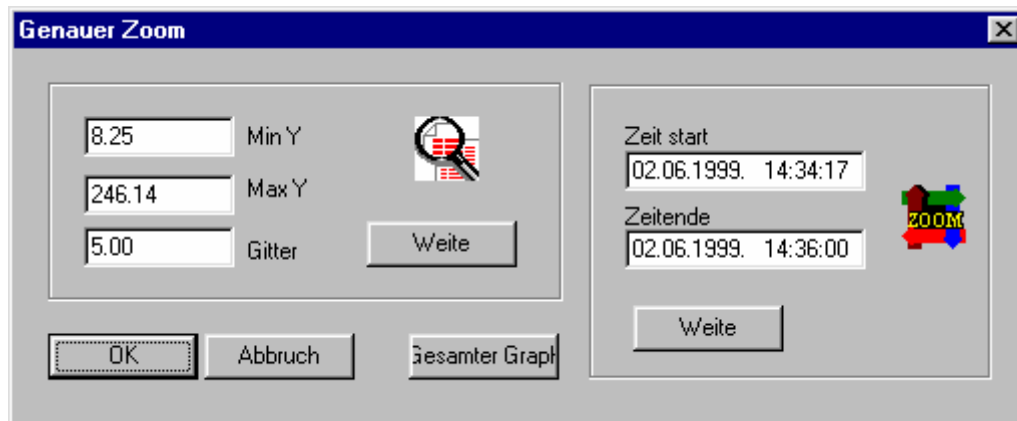 Genauer Zoom
8.25 Min Y
246.14 Max Y
5.00 Gitter
Weite
Zeit start
02.06.1999. 14:34:17
Zeitende
02.06.1999. 14:36:00
ZOOM
Weite
OK Abbruch Gesamter Graph